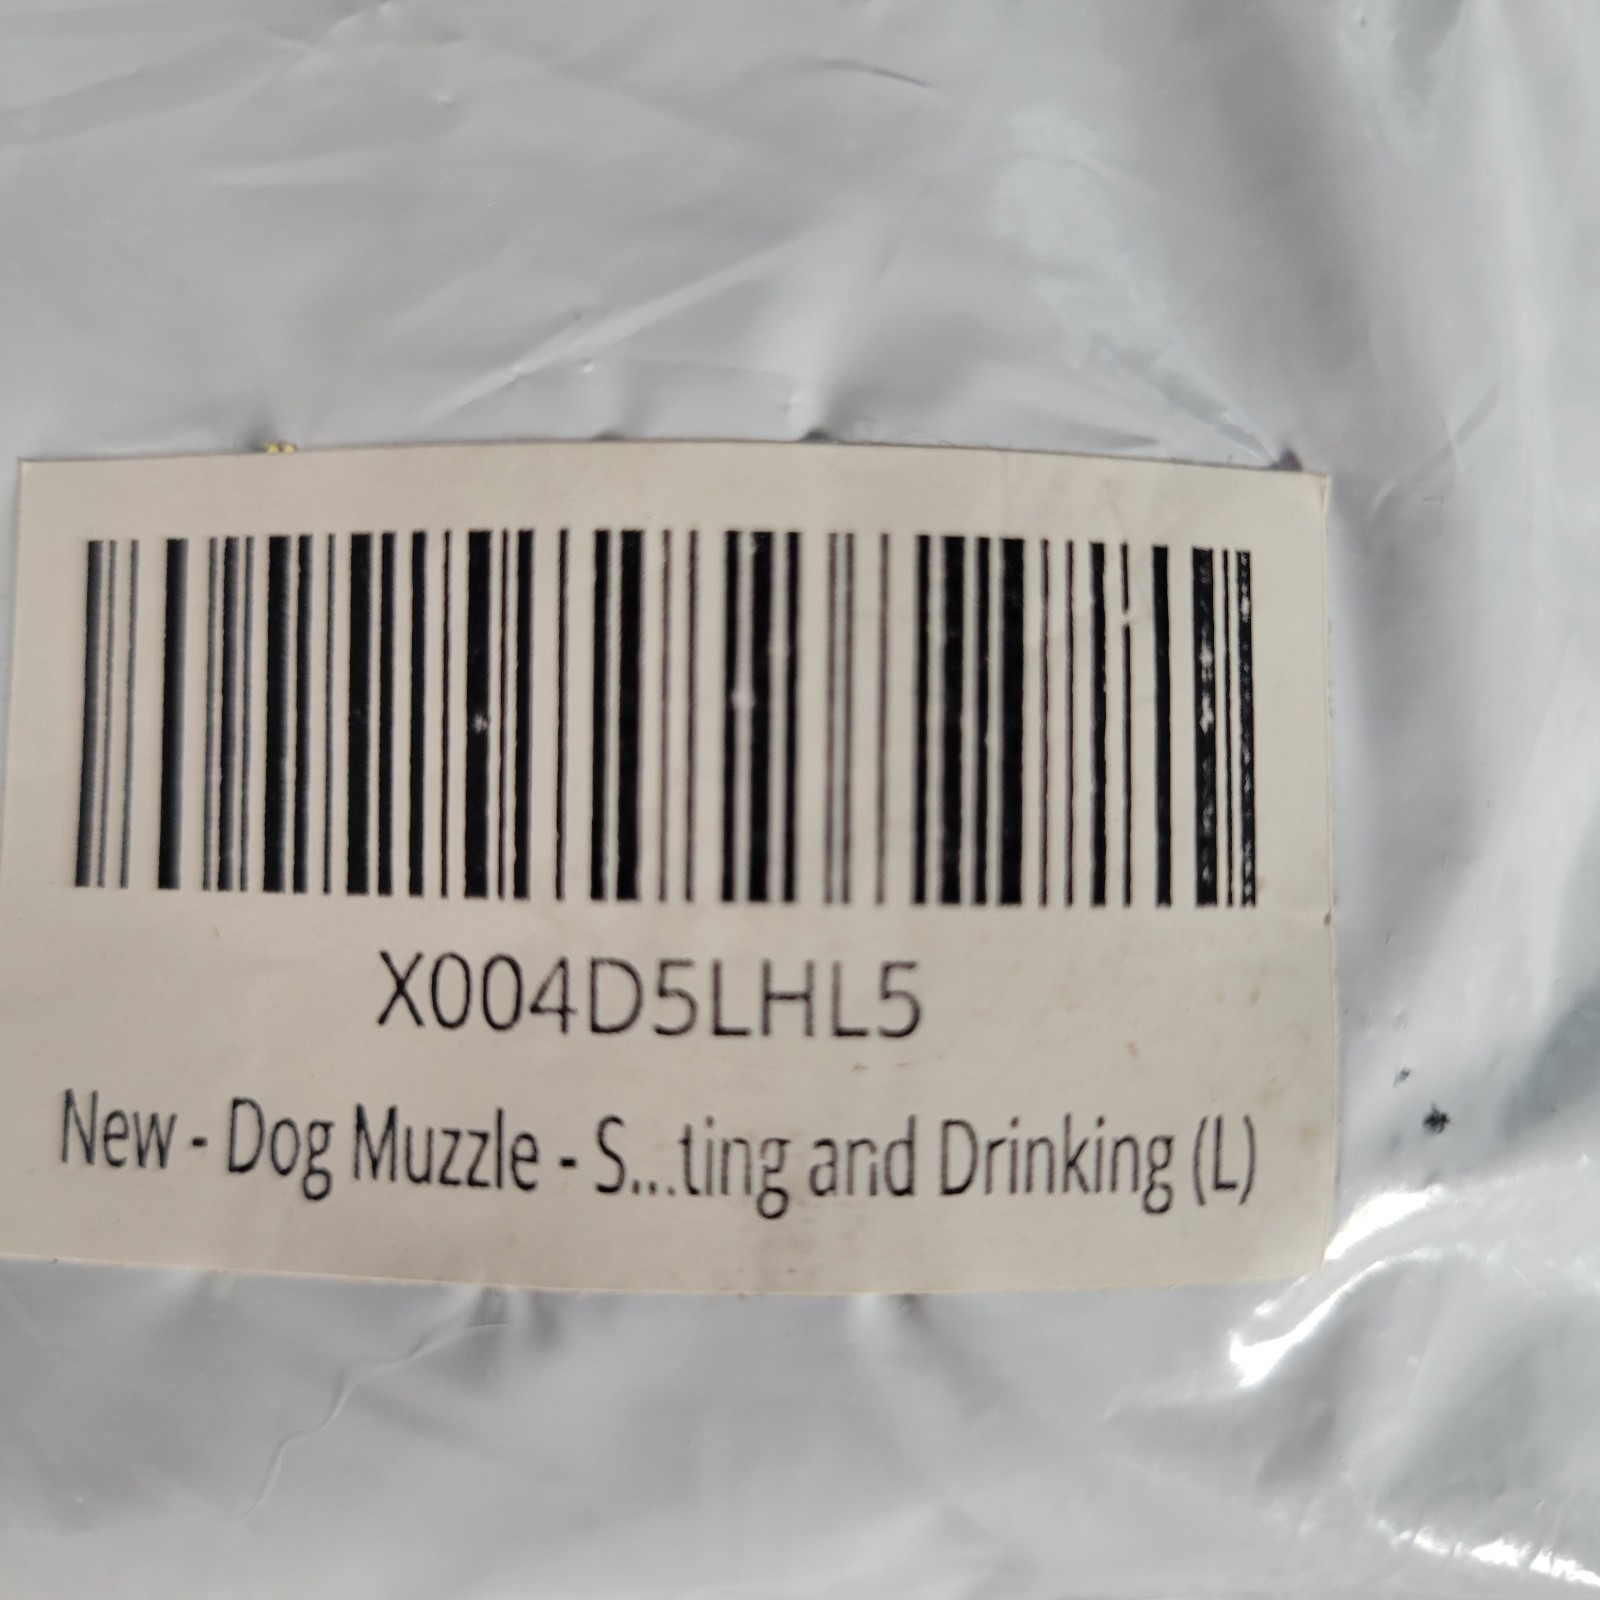 X004D5LHL5
New - Dog Muzzle - S...ting and Drinking (L)